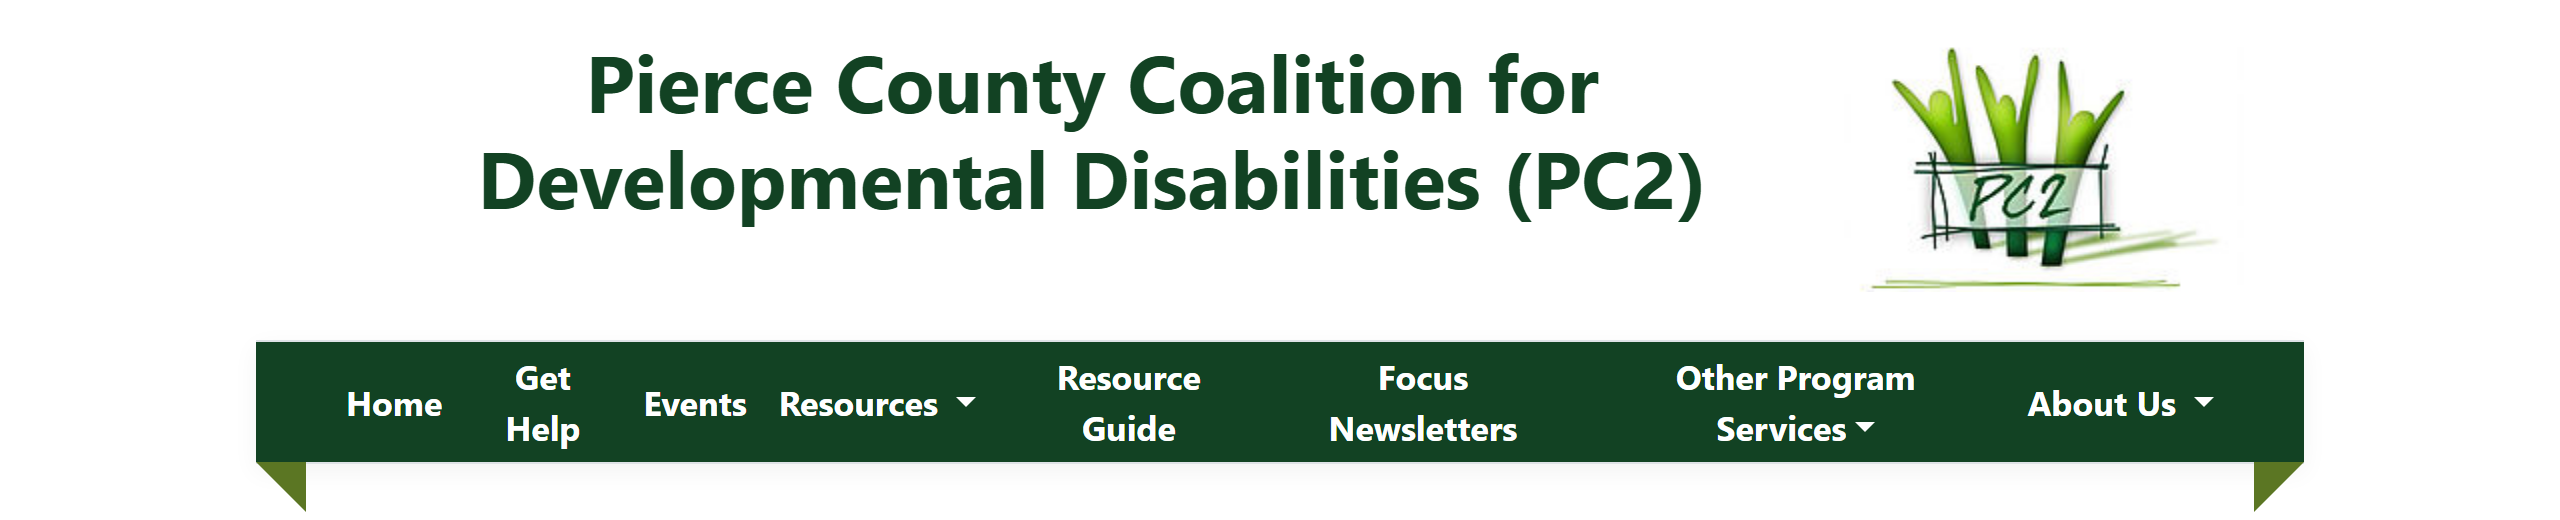 Pierce County Coalition for
Developmental Disabilities (PC2)
PC2
Home
Get
Help
Events
Resources
Resource
Guide
Focus
Newsletters
Other Program
Services
About Us